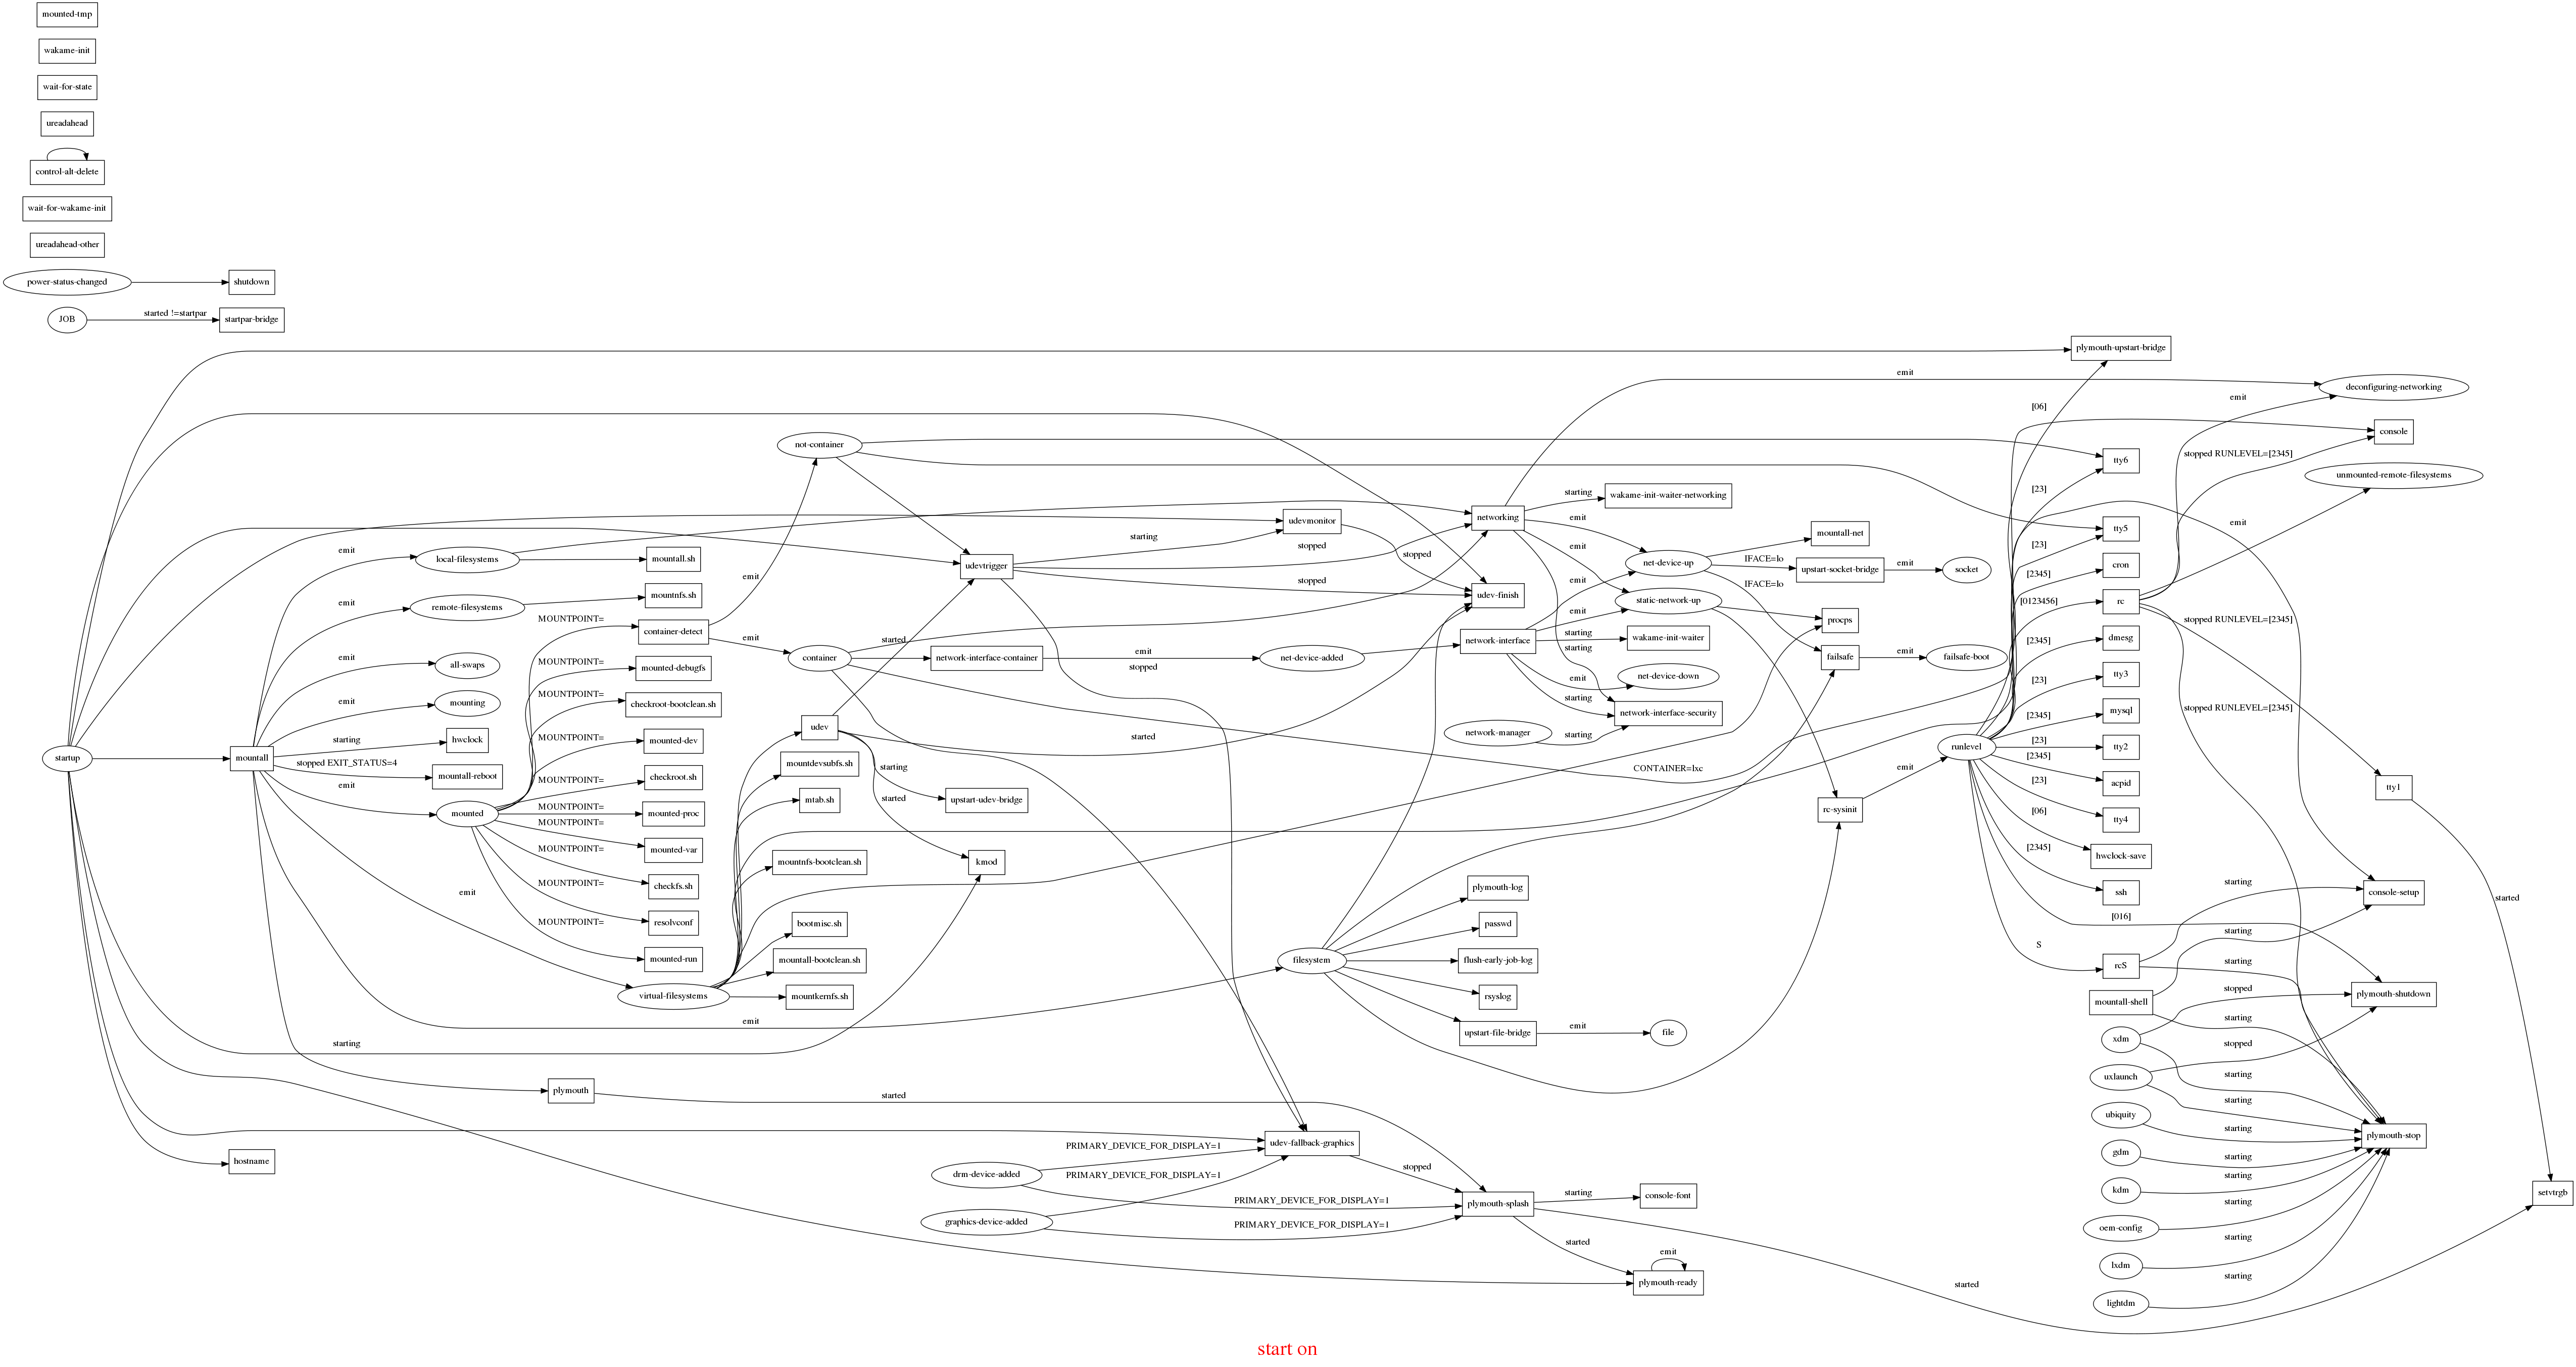 mounted-tmp
wakame-init
wait-for-state
ureadahead
control-alt-delete
wait-for-wakame-init
ureadahead-other
power-status-changed
shutdown
JOB
started !=startpar
startpar-bridge
startup
mountall
hostname
emit
emit
emit
emit
starting
stopped EXIT_STATUS=4
emit
emit
emit
starting
local-filesystems
remote-filesystems
all-swaps
mounting
hwclock
mountall-reboot
mounted
plymouth
MOUNTPOINT=
MOUNTPOINT=
MOUNTPOINT=
MOUNTPOINT=
MOUNTPOINT=
MOUNTPOINT=
MOUNTPOINT=
MOUNTPOINT=
MOUNTPOINT=
MOUNTPOINT=
mountall.sh
mountnfs.sh
container-detect
mounted-debugfs
checkroot-bootclean.sh
mounted-dev
checkroot.sh
mounted-proc
mounted-var
checkfs.sh
resolvconf
mounted-run
virtual-filesystems
emit
emit
not-container
container
udev
mountdevsubfs.sh
mtab.sh
mountnfs-bootclean.sh
bootmisc.sh
mountall-bootclean.sh
mountkernfs.sh
started
starting
started
started
udevtrigger
network-interface-container
upstart-udev-bridge
kmod
drm-device-added
graphics-device-added
starting
stopped
stopped
emit
stopped
started
PRIMARY_DEVICE_FOR_DISPLAY=1
PRIMARY_DEVICE_FOR_DISPLAY=1
PRIMARY_DEVICE_FOR_DISPLAY=1
PRIMARY_DEVICE_FOR_DISPLAY=1
udevmonitor
net-device-added
filesystem
udev-fallback-graphics
stopped
stopped
networking
udev-finish
network-interface
network-manager
plymouth-log
passwd
flush-early-job-log
rsyslog
upstart-file-bridge
plymouth-splash
starting
emit
emit
emit
emit
starting
starting
emit
starting
starting
emit
starting
started
wakame-init-waiter-networking
net-device-up
static-network-up
wakame-init-waiter
net-device-down
network-interface-security
CONTAINER=lxc
file
console-font
emit
plymouth-ready
IFACE=lo
IFACE=lo
mountall-net
upstart-socket-bridge
procps
failsafe
rc-sysinit
emit
emit
emit
emit
started
socket
failsafe-boot
runlevel
[06]
[23]
[23]
[2345]
[0123456]
[2345]
[23]
[2345]
[23]
[2345]
[23]
[06]
[2345]
[016]
S
plymouth-upstart-bridge
tty6
tty5
cron
rc
dmesg
tty3
mysql
tty2
acpid
tty4
hwclock-save
ssh
rcS
mountall-shell
xdm
uxlaunch
ubiquity
gdm
kdm
oem-config
lxdm
lightdm
emit
stopped RUNLEVEL=[2345]
emit
stopped RUNLEVEL=[2345]
stopped RUNLEVEL=[2345]
starting
starting
starting
stopped
starting
stopped
starting
starting
starting
starting
starting
starting
starting
deconfiguring-networking
console
unmounted-remote-filesystems
tty1
console-setup
plymouth-shutdown
plymouth-stop
started
setvtrgb
start on